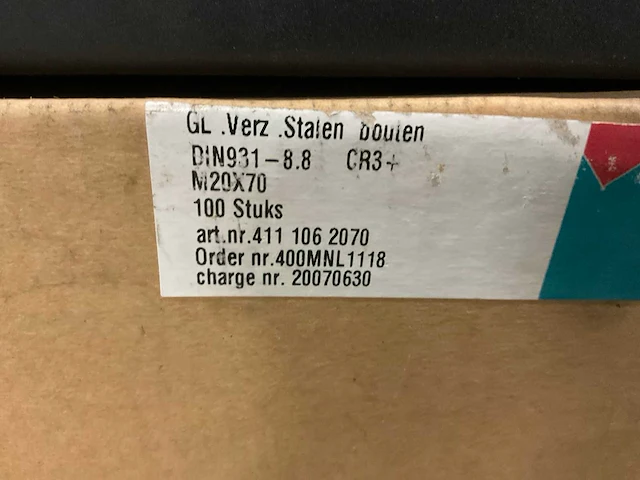 GL .Verz .Stalen bouten
DIN931-8.8 CR3+
M20X70
100 Stuks
art.nr.411 106 2070
Order nr.400MNL1118
charge nr. 20070630